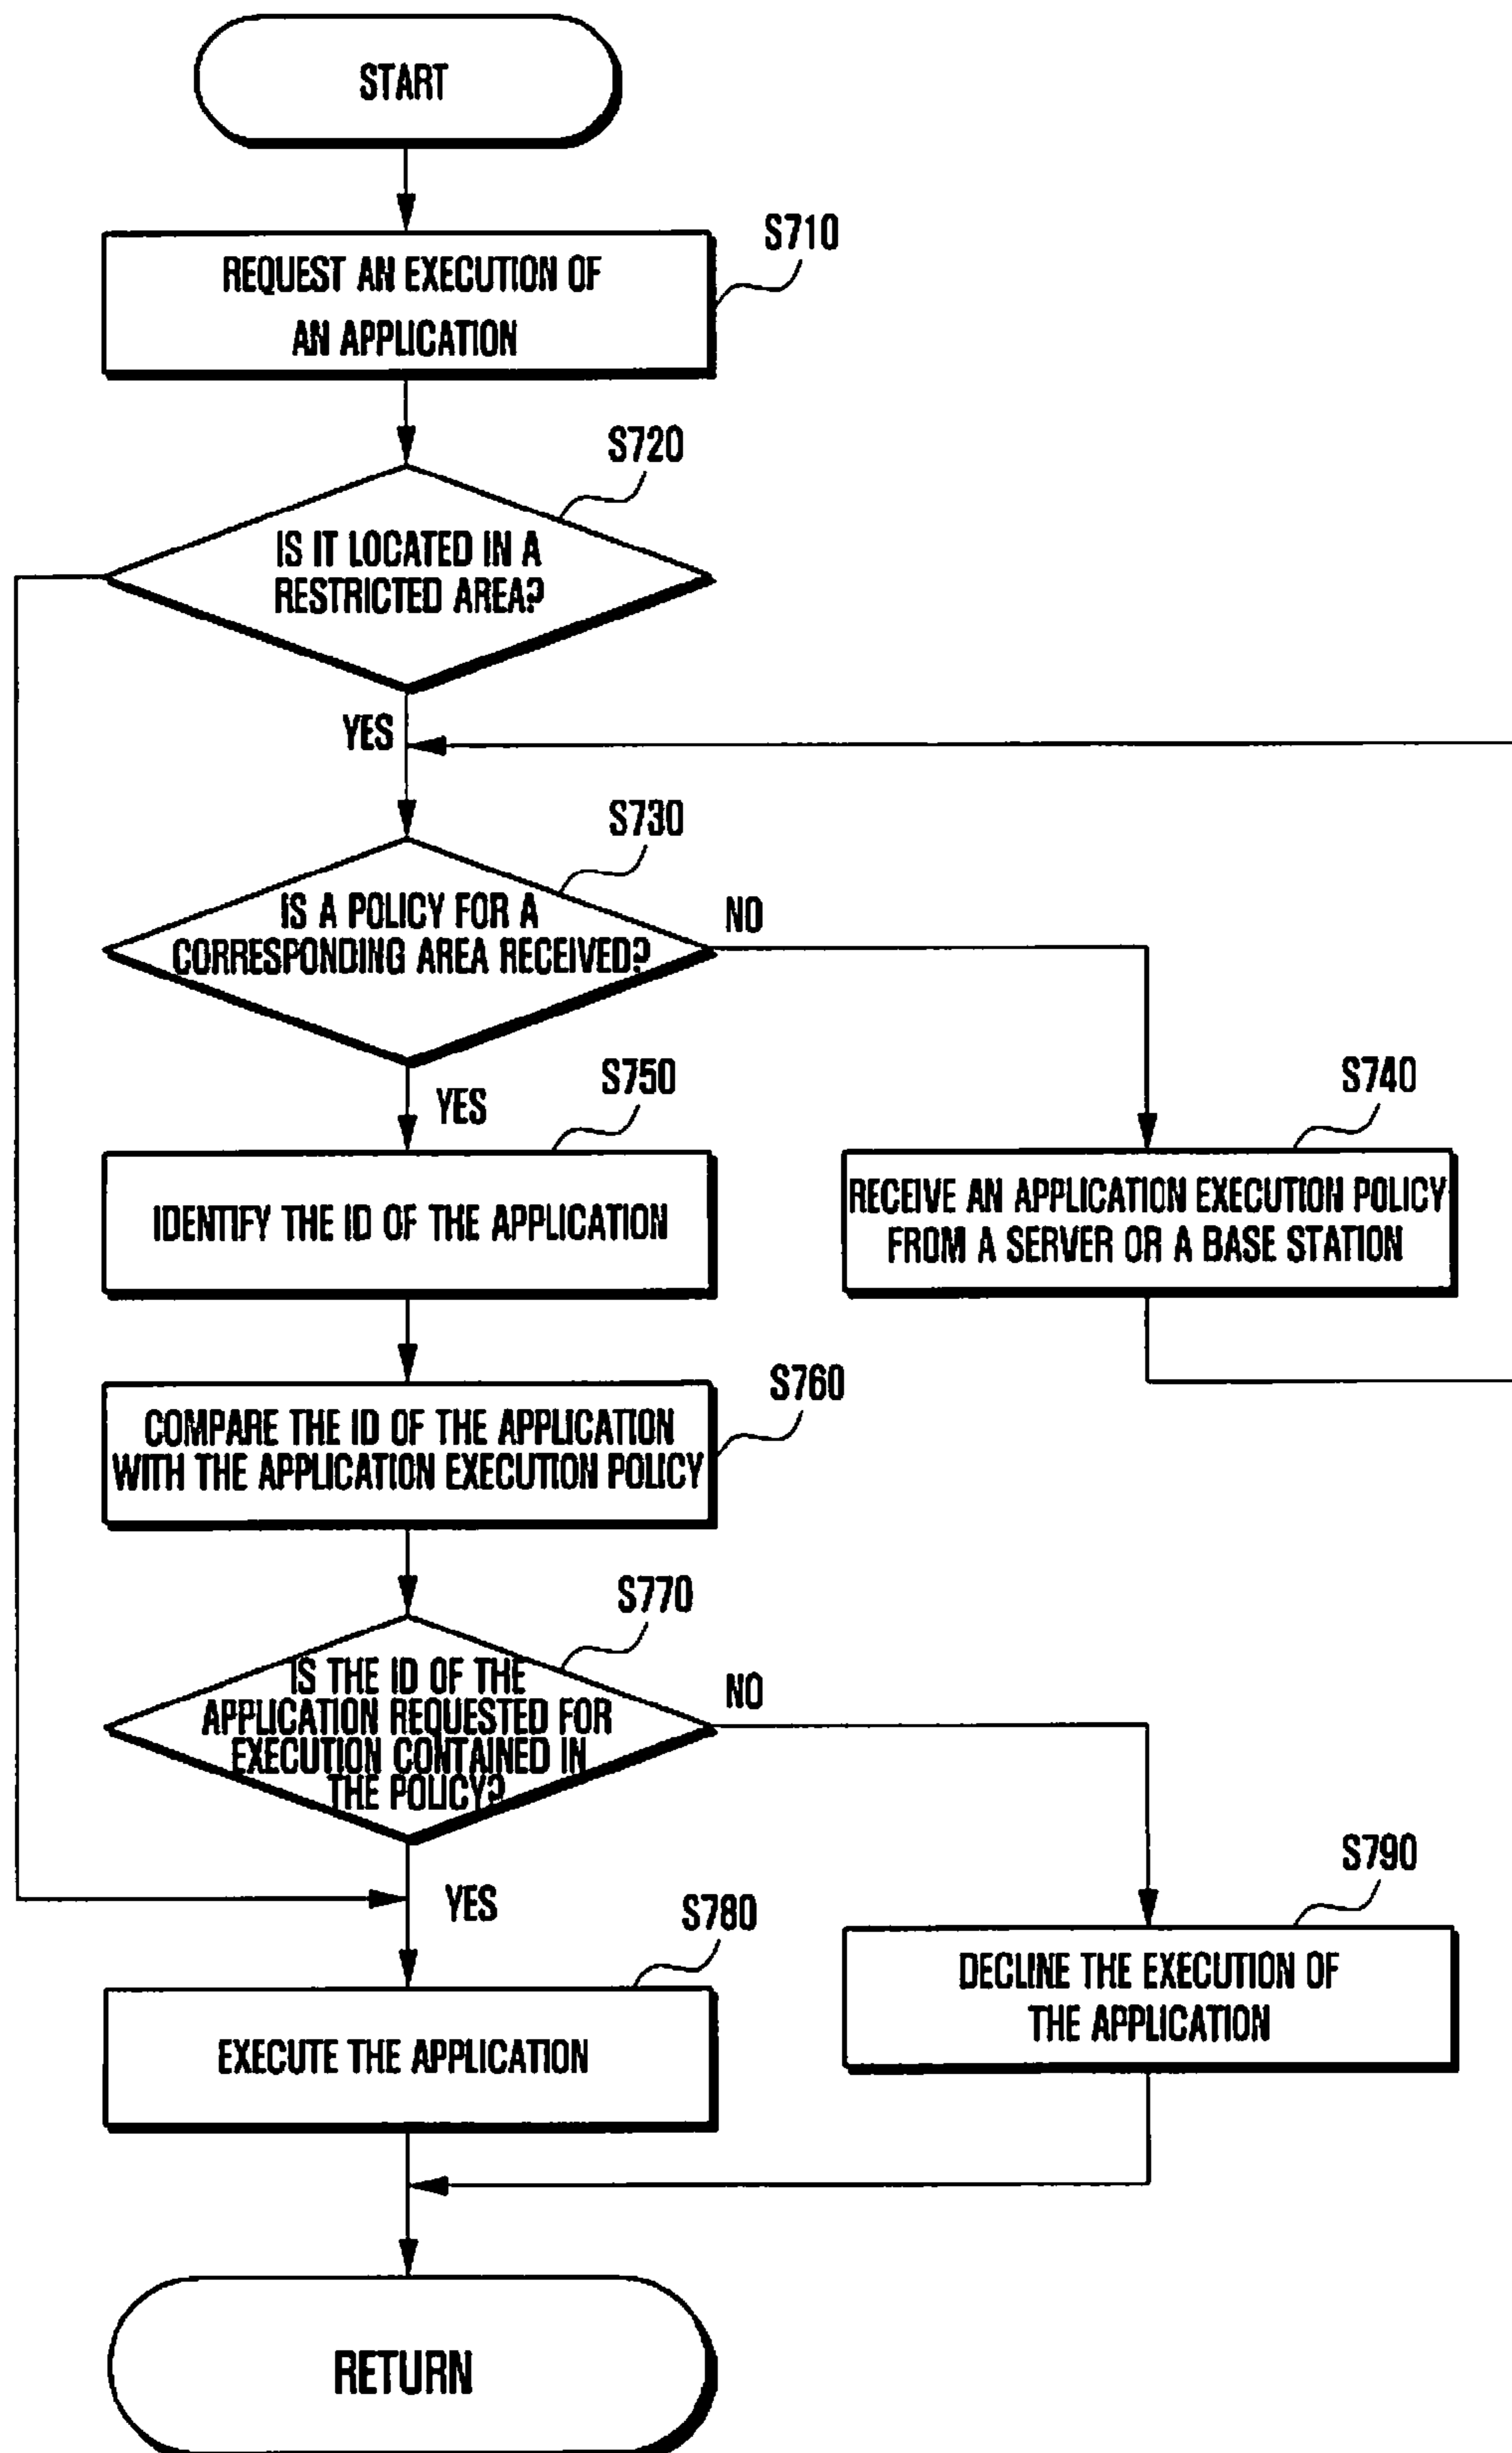 START
S710
REQUEST AN EXECUTION OF
AN APPLICATION
S720
IS IT LOCATED IN A
RESTRICTED AREA?
YES
S730
IS A POLICY FOR A
CORRESPONDING AREA RECEIVED?
NO
YES
S750
S740
IDENTIFY THE ID OF THE APPLICATION
RECEIVE AN APPLICATION EXECUTION POLICY
FROM A SERVER OR A BASE STATION
S760
COMPARE THE ID OF THE APPLICATION
WITH THE APPLICATION EXECUTION POLICY
S770
IS THE ID OF THE
APPLICATION REQUESTED FOR
EXECUTION CONTAINED IN
THE POLICY?
NO
YES
S780
S790
EXECUTE THE APPLICATION
DECLINE THE EXECUTION OF
THE APPLICATION
RETURN